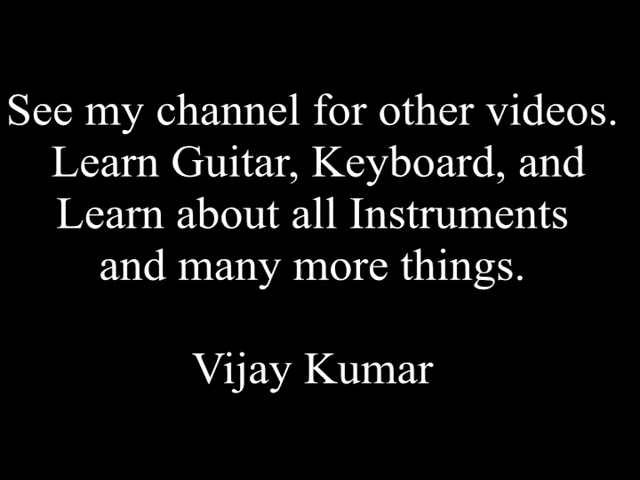 See my channel for other videos.
Learn Guitar, Keyboard, and
Learn about all Instruments
and many more things.
Vijay Kumar